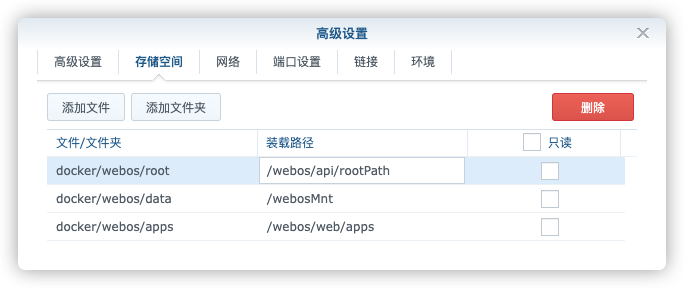 高级设置
高级设置 存储空间 网络 端口设置 链接 环境
添加文件 添加文件夹 删除
文件/文件夹 装载路径 只读
docker/webos/root /webos/api/rootPath
docker/webos/data /webosMnt
docker/webos/apps /webos/web/apps